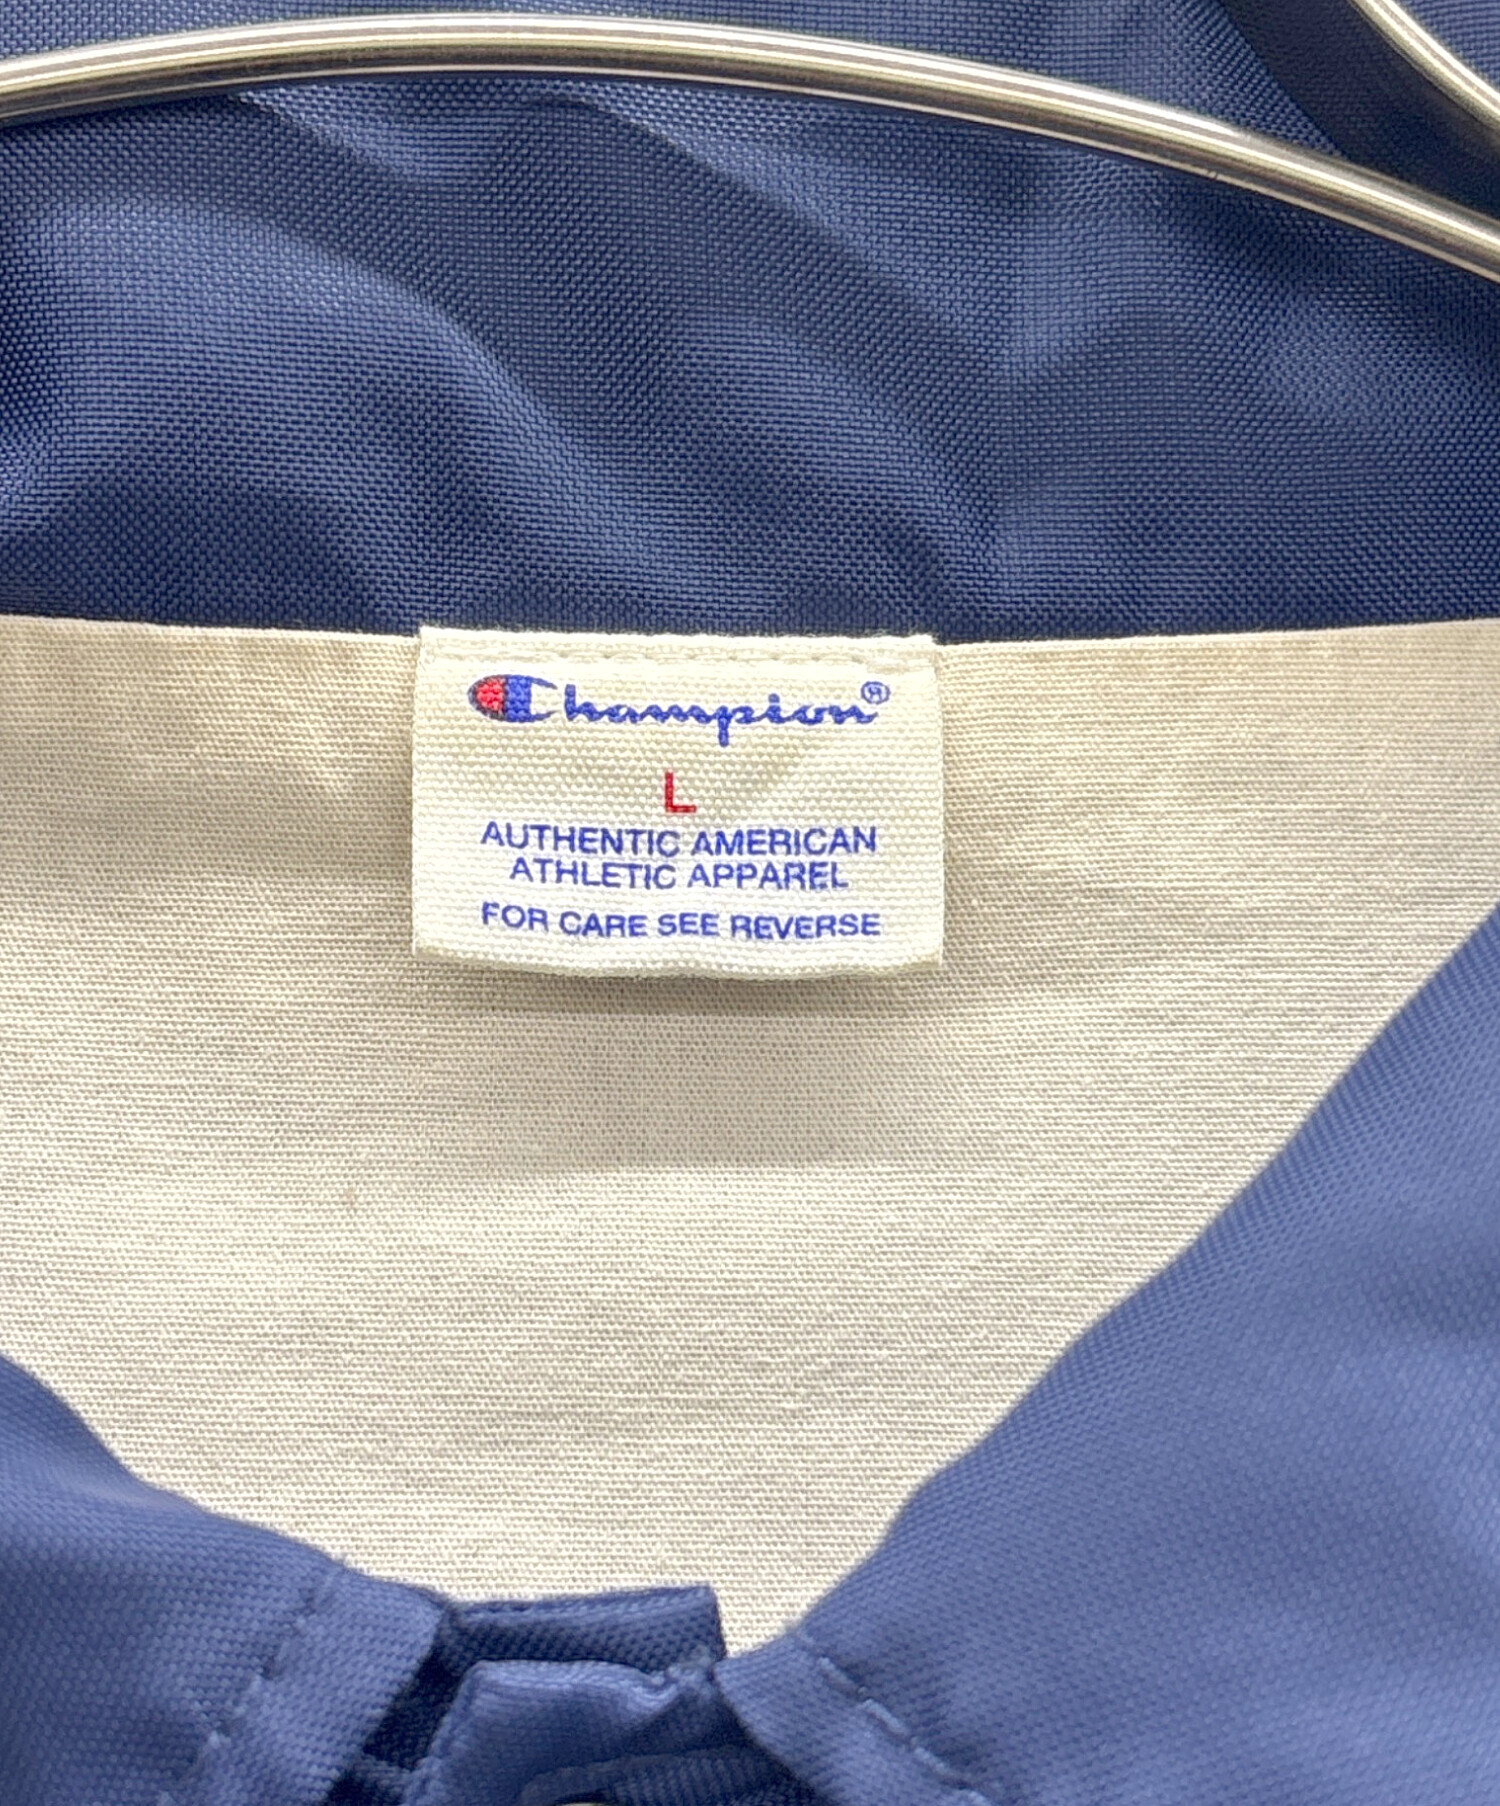 Champion®
L
AUTHENTIC AMERICAN
ATHLETIC APPAREL
FOR CARE SEE REVERSE